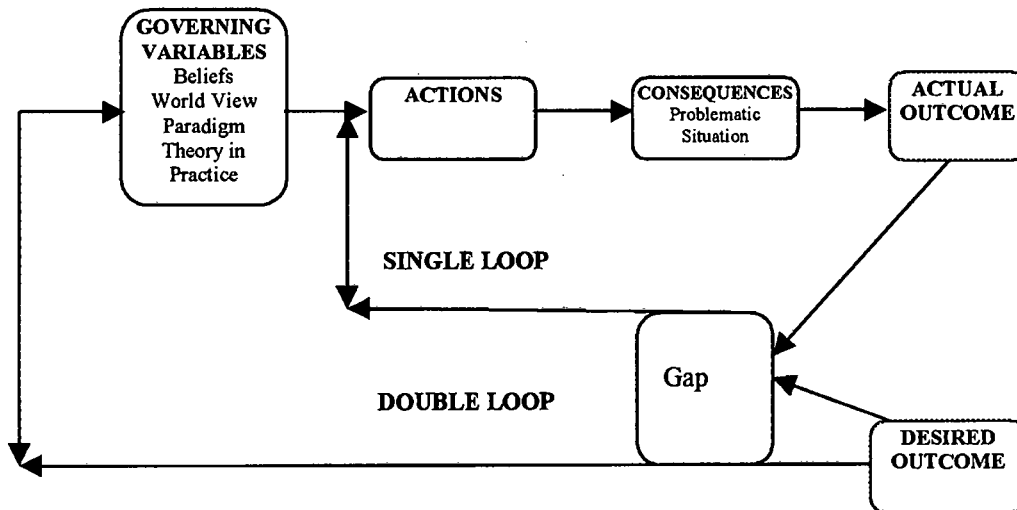 GOVERNING
VARIABLES
Beliefs
World View
Paradigm
Theory in
Practice
ACTIONS
CONSEQUENCES
Problematic
Situation
ACTUAL
OUTCOME
SINGLE LOOP
Gap
DOUBLE LOOP
DESIRED
OUTCOME